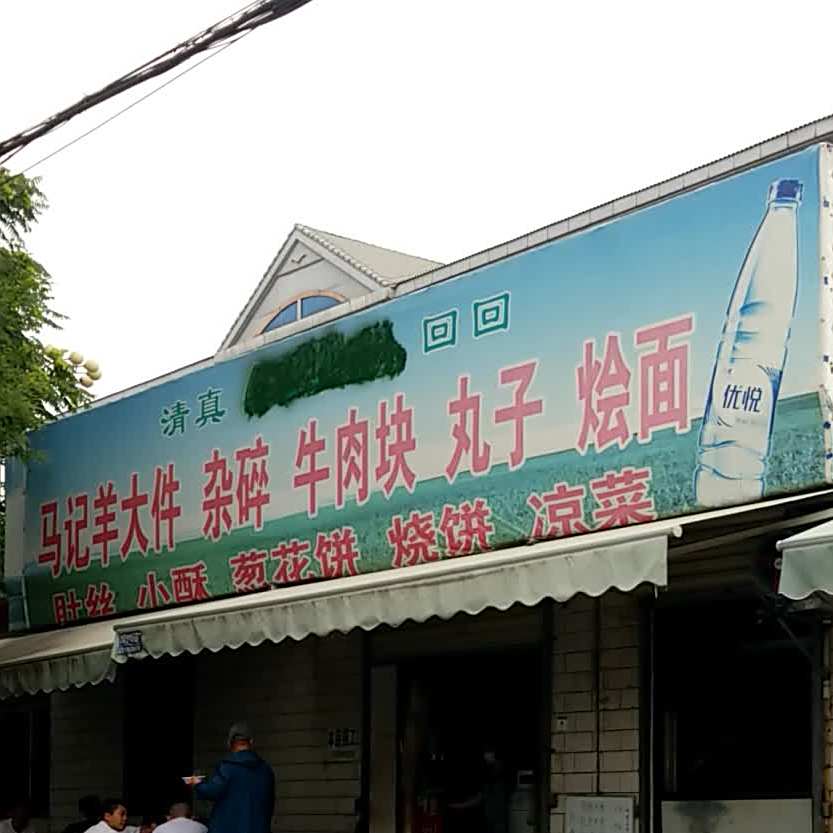 清真 回回
马记羊大件 杂碎 牛肉块 丸子 烩面
肚丝 小酥 葱花饼 烧饼 凉菜
优悦